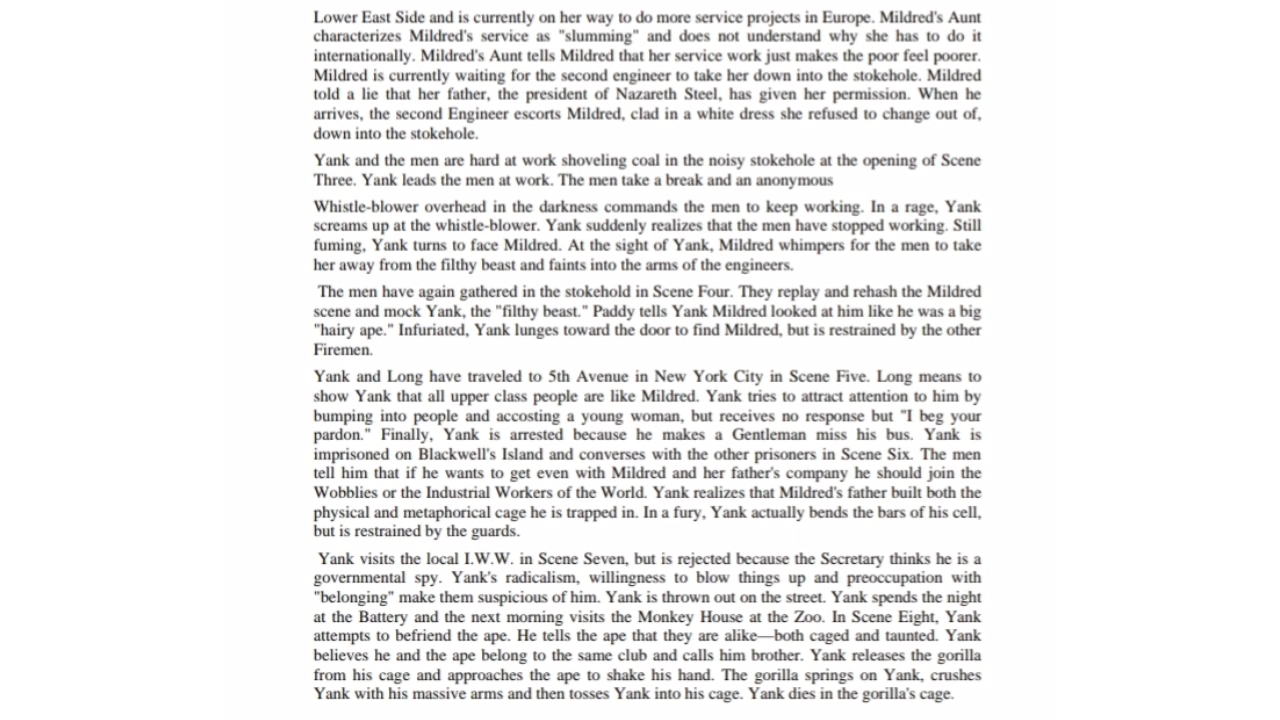 Lower East Side and is currently on her way to do more service projects in Europe. Mildred's Aunt
characterizes Mildred's service as "slumming" and does not understand why she has to do it
internationally. Mildred's Aunt tells Mildred that her service work just makes the poor feel poorer.
Mildred is currently waiting for the second engineer to take her down into the stokehole. Mildred
told a lie that her father, the president of Nazareth Steel, has given her permission. When he
arrives, the second Engineer escorts Mildred, clad in a white dress she refused to change out of,
down into the stokehole.
Yank and the men are hard at work shoveling coal in the noisy stokehole at the opening of Scene
Three. Yank leads the men at work. The men take a break and an anonymous
Whistle-blower overhead in the darkness commands the men to keep working. In a rage, Yank
screams up at the whistle-blower. Yank suddenly realizes that the men have stopped working. Still
fuming, Yank turns to face Mildred. At the sight of Yank, Mildred whimpers for the men to take
her away from the filthy beast and faints into the arms of the engineers.
The men have again gathered in the stokehold in Scene Four. They replay and rehash the Mildred
scene and mock Yank, the "filthy beast." Paddy tells Yank Mildred looked at him like he was a big
"hairy ape." Infuriated, Yank lunges toward the door to find Mildred, but is restrained by the other
Firemen.
Yank and Long have traveled to 5th Avenue in New York City in Scene Five. Long means to
show Yank that all upper class people are like Mildred. Yank tries to attract attention to him by
bumping into people and accosting a young woman, but receives no response but "I beg your
pardon." Finally, Yank is arrested because he makes a Gentleman miss his bus. Yank is
imprisoned on Blackwell's Island and converses with the other prisoners in Scene Six. The men
tell him that if he wants to get even with Mildred and her father's company he should join the
Wobblies or the Industrial Workers of the World. Yank realizes that Mildred's father built both the
physical and metaphorical cage he is trapped in. In a fury, Yank actually bends the bars of his cell,
but is restrained by the guards.
Yank visits the local I.W.W. in Scene Seven, but is rejected because the Secretary thinks he is a
governmental spy. Yank's radicalism, willingness to blow things up and preoccupation with
"belonging" make them suspicious of him. Yank is thrown out on the street. Yank spends the night
at the Battery and the next morning visits the Monkey House at the Zoo. In Scene Eight, Yank
attempts to befriend the ape. He tells the ape that they are alike—both caged and taunted. Yank
believes he and the ape belong to the same club and calls him brother. Yank releases the gorilla
from his cage and approaches the ape to shake his hand. The gorilla springs on Yank, crushes
Yank with his massive arms and then tosses Yank into his cage. Yank dies in the gorilla's cage.